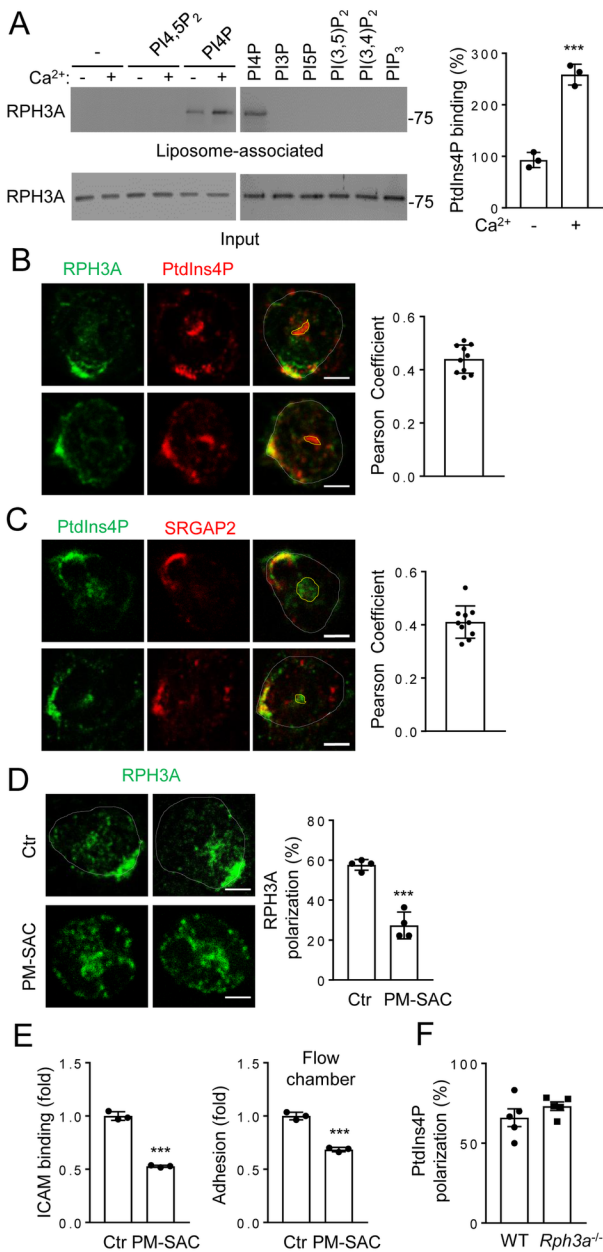 A
-
PI4,5P2
PI4P
PI4P
PI3P
PI5P
PI(3,5)P2
PI(3,4)P2
PIP3
Ca2+: - + - + - +
RPH3A
-75
Liposome-associated
RPH3A
-75
Input
PtdIns4P binding (%)
300
200
100
0
***
Ca2+ - +
B
RPH3A PtdIns4P
Pearson Coefficient
0.6
0.4
0.2
0.0
C
PtdIns4P SRGAP2
Pearson Coefficient
0.6
0.4
0.2
0.0
D
RPH3A
Ctr
PM-SAC
RPH3A
polarization (%)
80
60
40
20
0
***
Ctr PM-SAC
E
ICAM binding (fold)
1.5
1.0
0.5
0.0
***
Ctr PM-SAC
Flow
chamber
Adhesion (fold)
1.5
1.0
0.5
0.0
***
Ctr PM-SAC
F
PtdIns4P
polarization (%)
100
50
0
WT Rph3a-/-